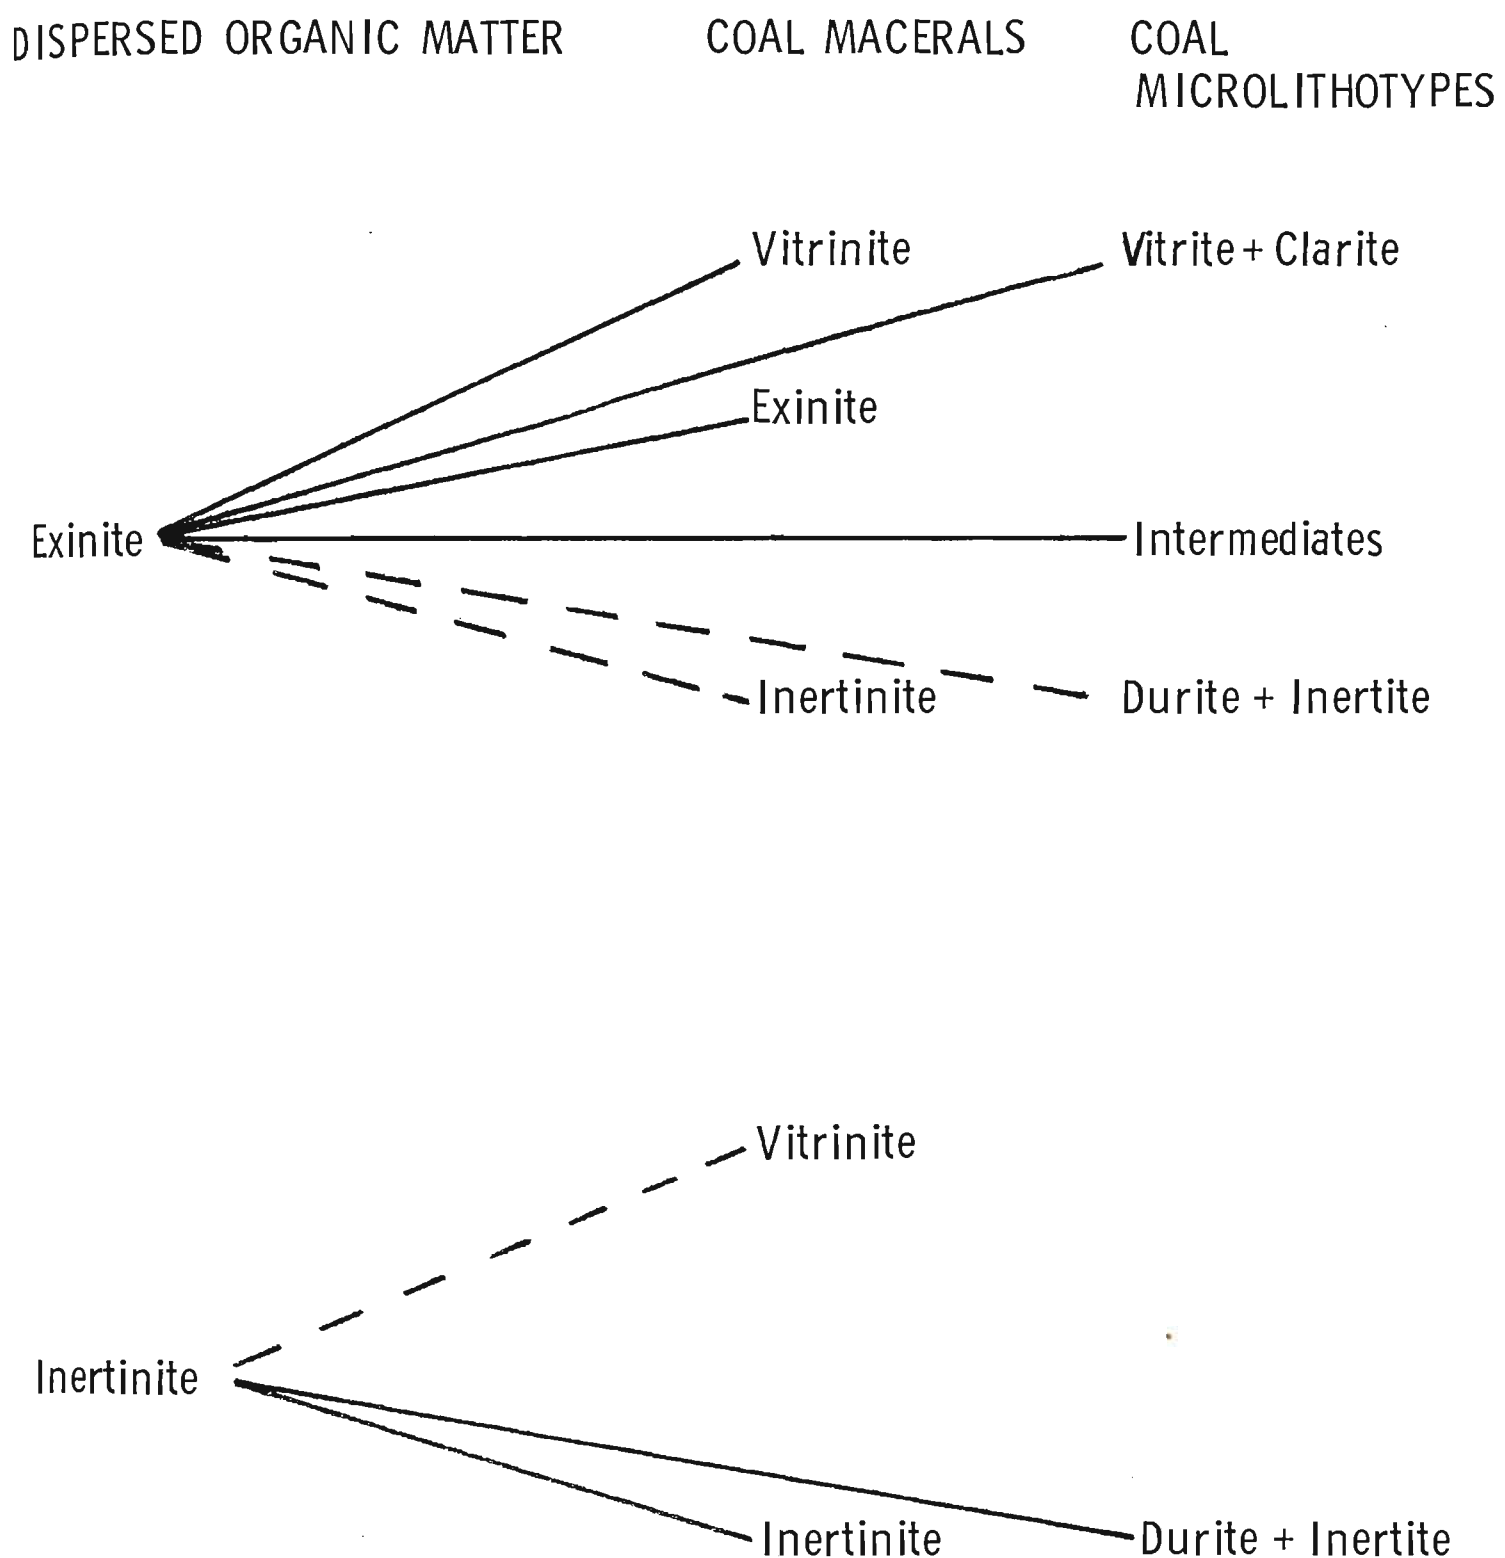 DISPERSED ORGANIC MATTER
COAL MACERALS
COAL
MICROLITHOTYPES
Vitrinite
Vitrite + Clarite
Exinite
Exinite
Intermediates
Inertinite
Durite + Inertite
Vitrinite
Inertinite
Inertinite
Durite + Inertite